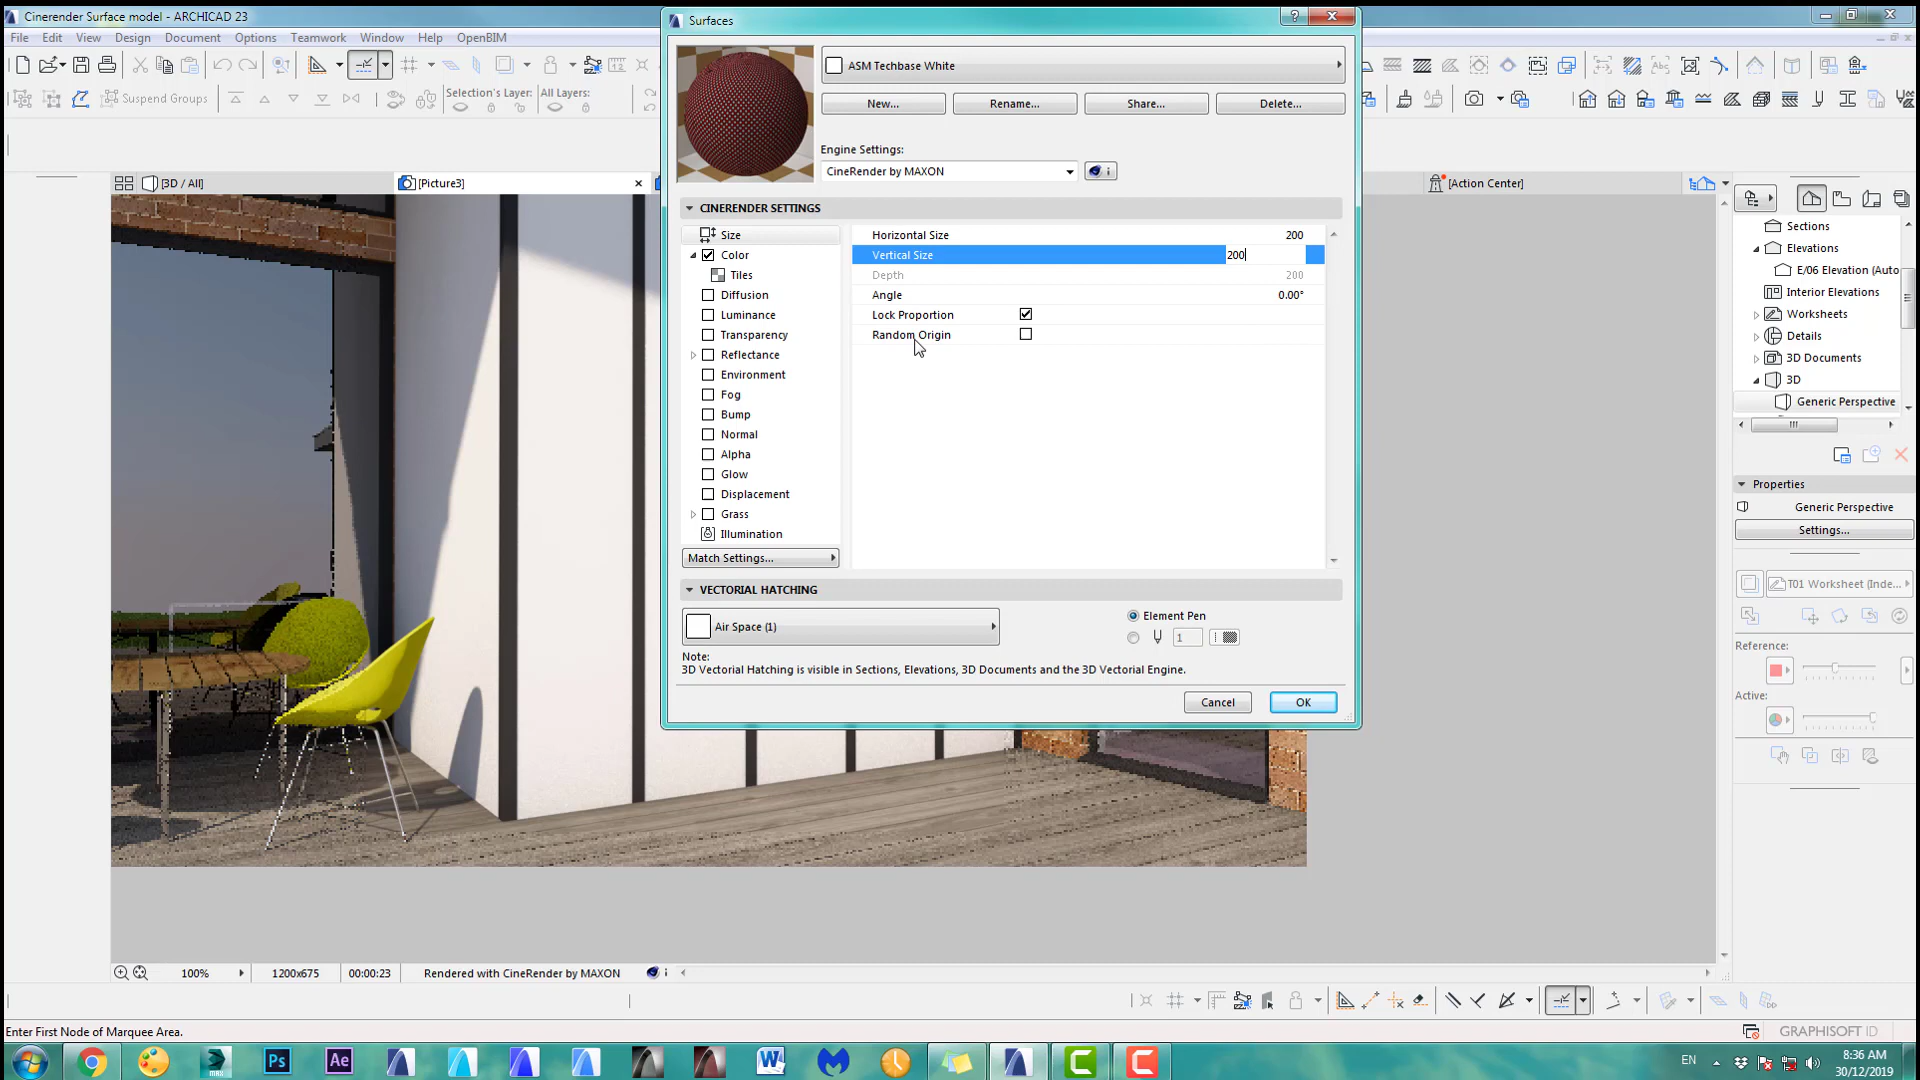 Cinerender Surface model - ARCHICAD 23
File Edit View Design Document Options Teamwork Window Help OpenBIM
Suspend Groups
Selection's Layer:
All Layers:
[3D / All]
[Picture3]
[Action Center]
Surfaces
ASM Techbase White
New...
Rename...
Share...
Delete...
Engine Settings:
CineRender by MAXON
CINERENDER SETTINGS
Size
Color
Tiles
Diffusion
Luminance
Transparency
Reflectance
Environment
Fog
Bump
Normal
Alpha
Glow
Displacement
Grass
Illumination
Match Settings...
Horizontal Size 200
Vertical Size 200
Depth 200
Angle 0.00°
Lock Proportion
Random Origin
VECTORIAL HATCHING
Air Space (1)
Element Pen
1
Note:
3D Vectorial Hatching is visible in Sections, Elevations, 3D Documents and the 3D Vectorial Engine.
Cancel
OK
Sections
Elevations
E/06 Elevation (Auto
Interior Elevations
Worksheets
Details
3D Documents
3D
Generic Perspective
Properties
Generic Perspective
Settings...
T01 Worksheet (Inde...
Reference:
Active:
100%
1200x675
00:00:23
Rendered with CineRender by MAXON
Enter First Node of Marquee Area.
GRAPHISOFT ID
Ps
Ae
EN
8:36 AM
30/12/2019